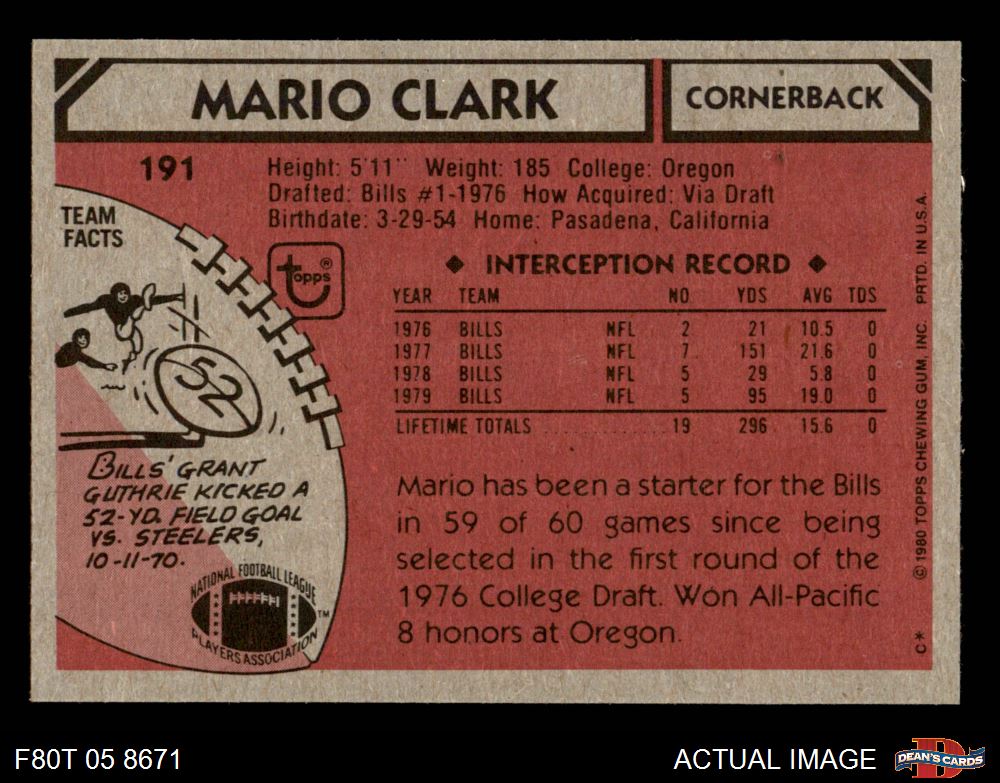 MARIO CLARK
CORNERBACK
191
Height: 5'11" Weight: 185 College: Oregon
Drafted: Bills #1-1976 How Acquired: Via Draft
Birthdate: 3-29-54 Home: Pasadena, California
TEAM
FACTS
52
BILLS' GRANT
GUTHRIE KICKED A
52-YD. FIELD GOAL
VS. STEELERS,
10-11-70.
NATIONAL FOOTBALL LEAGUE
PLAYERS ASSOCIATION
TM
topps®
◆ INTERCEPTION RECORD ◆
YEAR TEAM NO YDS AVG TDS
1976 BILLS NFL 2 21 10.5 0
1977 BILLS NFL 7 151 21.6 0
1978 BILLS NFL 5 29 5.8 0
1979 BILLS NFL 5 95 19.0 0
LIFETIME TOTALS .................... 19 296 15.6 0
Mario has been a starter for the Bills
in 59 of 60 games since being
selected in the first round of the
1976 College Draft. Won All-Pacific
8 honors at Oregon.
C* © 1980 TOPPS CHEWING GUM, INC. PRTD. IN U.S.A.
F80T 05 8671
ACTUAL IMAGE
D
DEAN'S CARDS